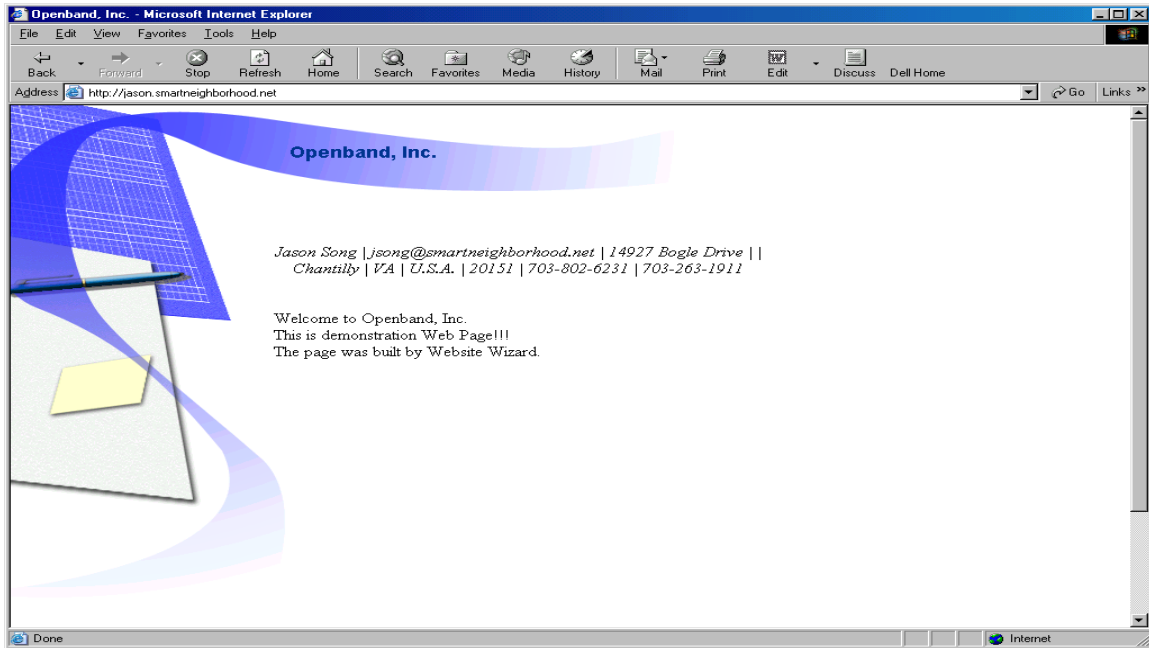 Openband, Inc. - Microsoft Internet Explorer
File Edit View Favorites Tools Help
Back Forward Stop Refresh Home Search Favorites Media History Mail Print Edit Discuss Dell Home
Address http://jason.smartneighborhood.net Go Links »
Openband, Inc.
Jason Song | jsong@smartneighborhood.net | 14927 Bogle Drive | |
Chantilly | VA | U.S.A. | 20151 | 703-802-6231 | 703-263-1911
Welcome to Openband, Inc.
This is demonstration Web Page!!!
The page was built by Website Wizard.
Done Internet